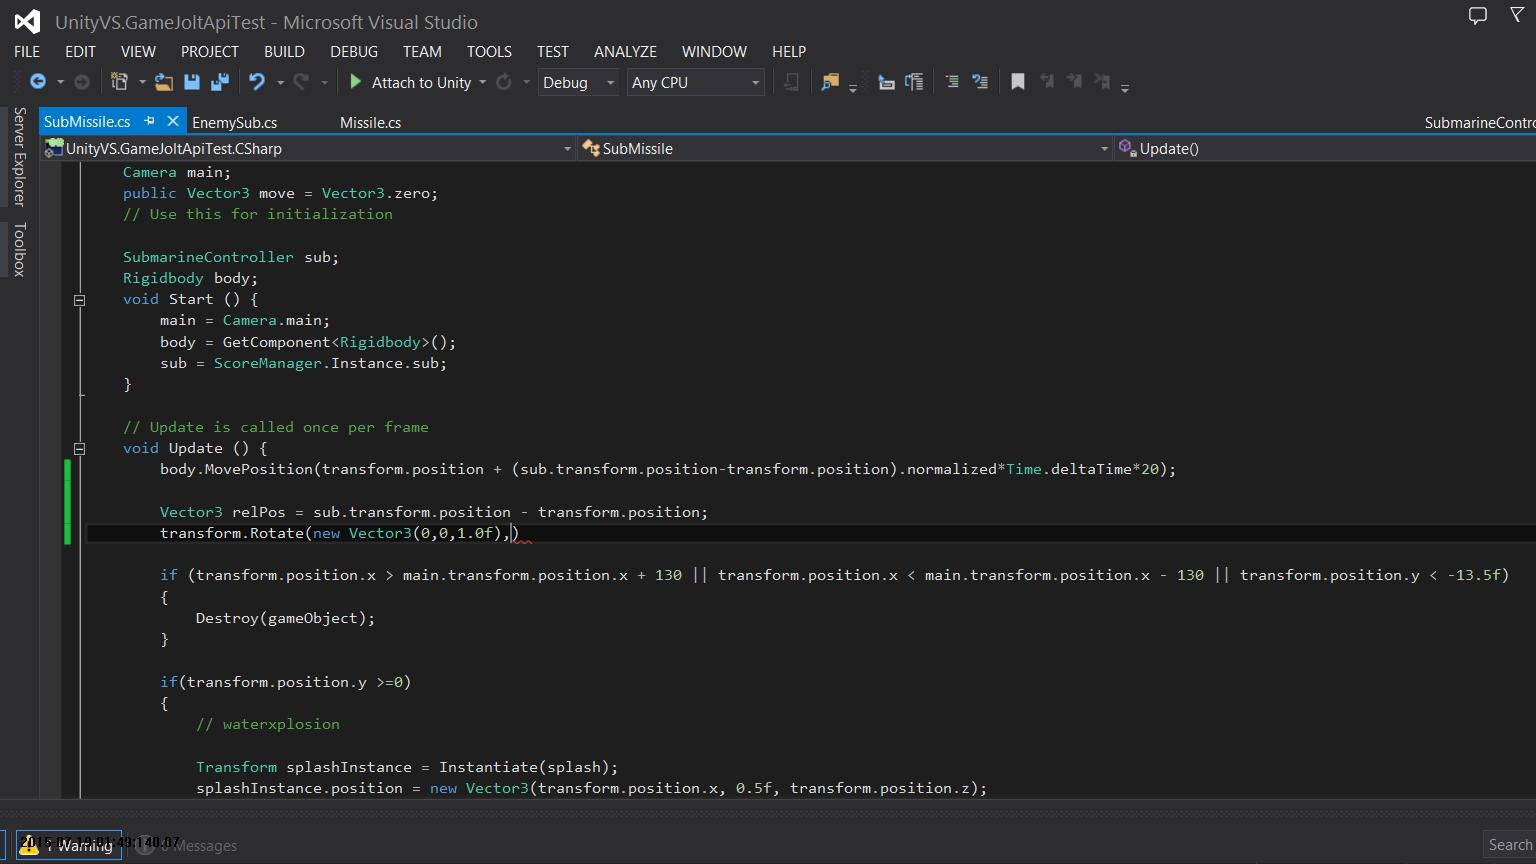 UnityVS.GameJoltApiTest - Microsoft Visual Studio
FILE EDIT VIEW PROJECT BUILD DEBUG TEAM TOOLS TEST ANALYZE WINDOW HELP
Attach to Unity Debug Any CPU
Server Explorer
Toolbox
SubMissile.cs EnemySub.cs Missile.cs SubmarineContro
UnityVS.GameJoltApiTest.CSharp SubMissile Update()
Camera main;
public Vector3 move = Vector3.zero;
// Use this for initialization
SubmarineController sub;
Rigidbody body;
void Start () {
main = Camera.main;
body = GetComponent<Rigidbody>();
sub = ScoreManager.Instance.sub;
}
// Update is called once per frame
void Update () {
body.MovePosition(transform.position + (sub.transform.position-transform.position).normalized*Time.deltaTime*20);
Vector3 relPos = sub.transform.position - transform.position;
transform.Rotate(new Vector3(0,0,1.0f),)
if (transform.position.x > main.transform.position.x + 130 || transform.position.x < main.transform.position.x - 130 || transform.position.y < -13.5f)
{
Destroy(gameObject);
}
if(transform.position.y >=0)
{
// waterxplosion
Transform splashInstance = Instantiate(splash);
splashInstance.position = new Vector3(transform.position.x, 0.5f, transform.position.z);
1 Warning 0 Messages
Search